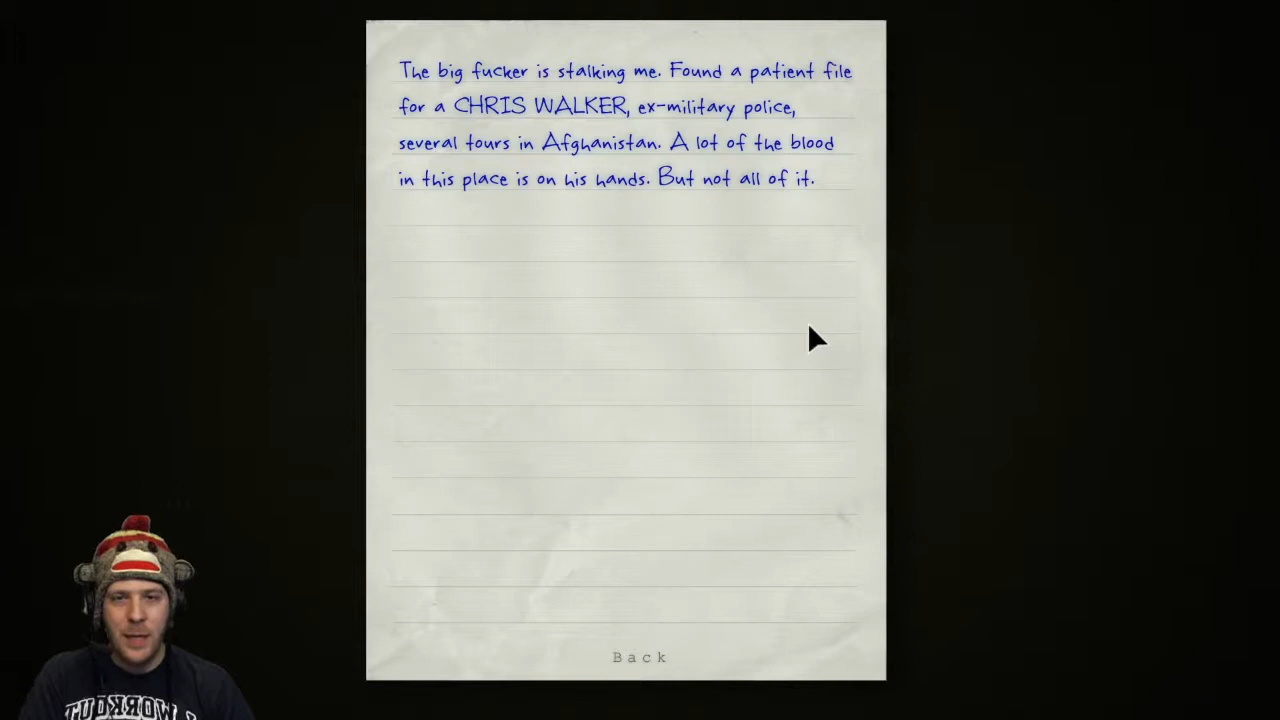 The big fucker is stalking me. Found a patient file
for a CHRIS WALKER, ex-military police,
several tours in Afghanistan. A lot of the blood
in this place is on his hands. But not all of it.
Back
WORKOUT